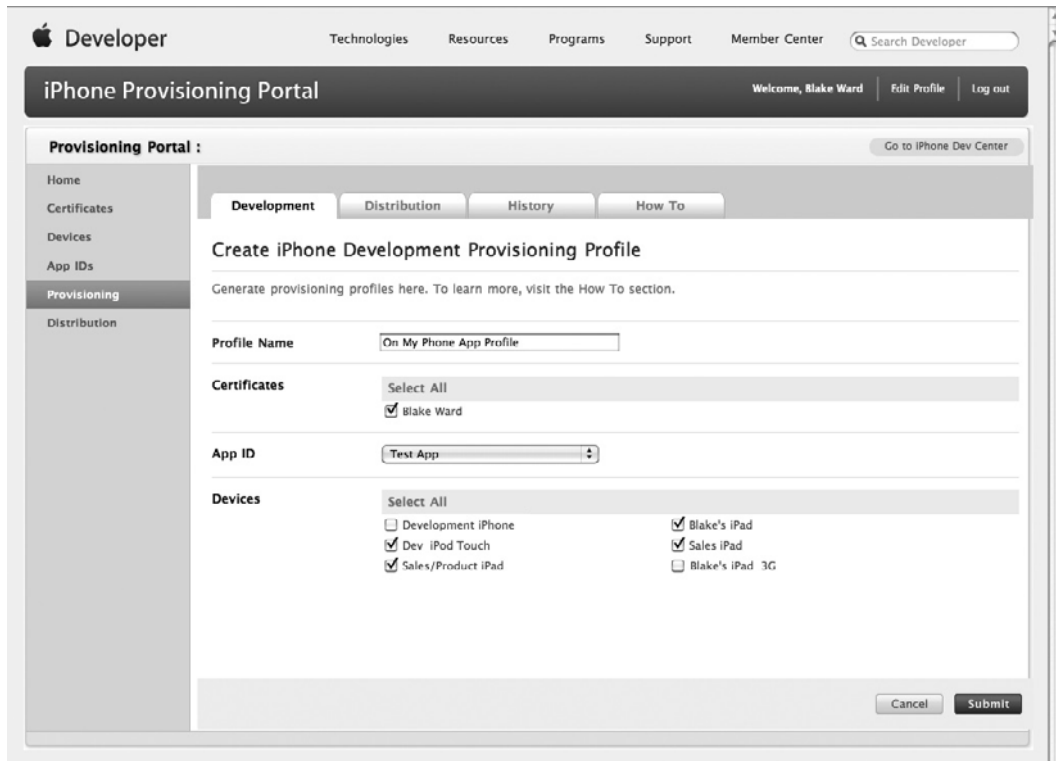 Developer
Technologies Resources Programs Support Member Center Search Developer
iPhone Provisioning Portal
Welcome, Blake Ward Edit Profile Log out
Provisioning Portal :
Go to iPhone Dev Center
Home
Certificates
Devices
App IDs
Provisioning
Distribution
Development Distribution History How To
Create iPhone Development Provisioning Profile
Generate provisioning profiles here. To learn more, visit the How To section.
Profile Name On My Phone App Profile
Certificates Select All
Blake Ward
App ID Test App
Devices Select All
Development iPhone Blake's iPad
Dev iPod Touch Sales iPad
Sales/Product iPad Blake's iPad 3G
Cancel Submit